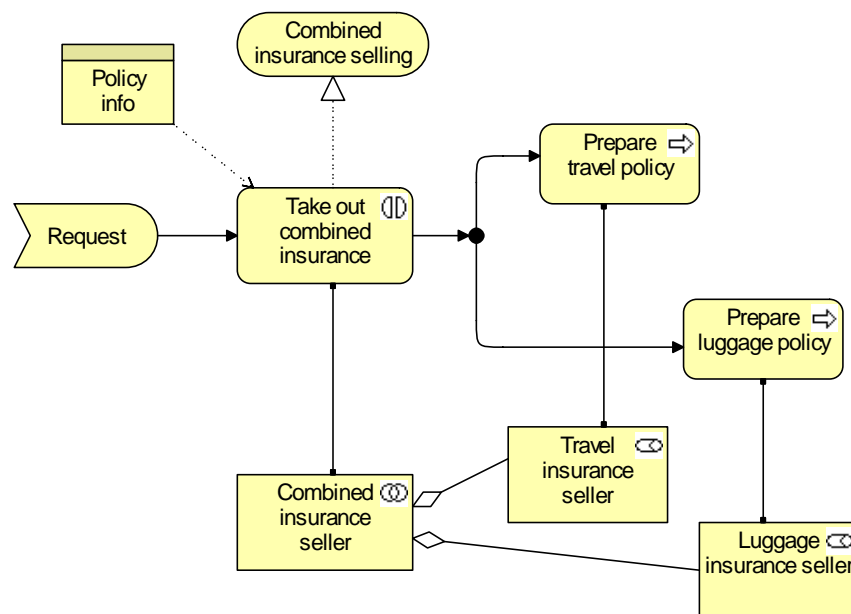 Combined
insurance selling
Policy
info
Prepare
travel policy
Take out
combined
insurance
Request
Prepare
luggage policy
Travel
insurance
seller
Combined
insurance
seller
Luggage
insurance seller